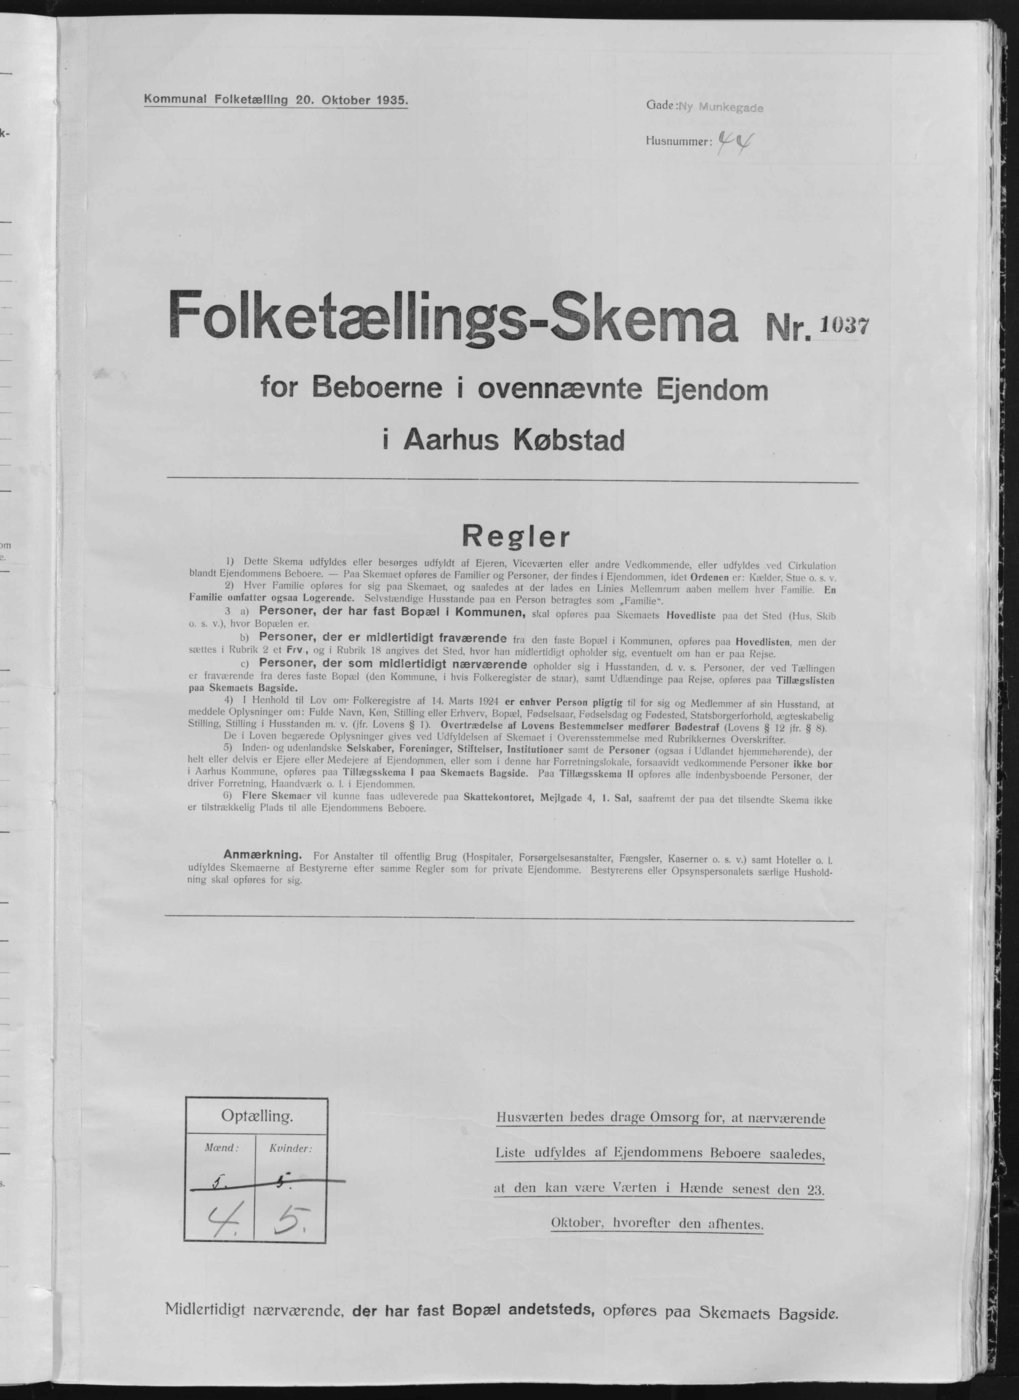 Kommunal Folketælling 20. Oktober 1935.
Gade: Ny Munkegade
Husnummer: 44
Folketællings-Skema Nr. 1037
for Beboerne i ovennævnte Ejendom
i Aarhus Købstad
Regler
1) Dette Skema udfyldes eller besørges udfyldt af Ejeren, Viceværten eller andre Vedkommende, eller udfyldes ved Cirkulation
blandt Ejendommens Beboere. — Paa Skemaet opføres de Familier og Personer, der findes i Ejendommen, idet Ordenen er: Kælder, Stue o. s. v.
2) Hver Familie opføres for sig paa Skemaet, og saaledes at der lades en Linies Mellemrum aaben mellem hver Familie. En
Familie omfatter ogsaa Logerende. Selvstændige Husstande paa en Person betragtes som „Familie“.
3 a) Personer, der har fast Bopæl i Kommunen, skal opføres paa Skemaets Hovedliste paa det Sted (Hus, Skib
o. s. v.), hvor Bopælen er.
b) Personer, der er midlertidigt fraværende fra den faste Bopæl i Kommunen, opføres paa Hovedlisten, men der
sættes i Rubrik 2 et Frv., og i Rubrik 18 angives det Sted, hvor han midlertidigt opholder sig, eventuelt om han er paa Rejse.
c) Personer, der som midlertidigt nærværende opholder sig i Husstanden, d. v. s. Personer, der ved Tællingen
er fraværende fra deres faste Bopæl (den Kommune, i hvis Folkeregister de staar), samt Udlændinge paa Rejse, opføres paa Tillægslisten
paa Skemaets Bagside.
4) I Henhold til Lov om Folkeregistre af 14. Marts 1924 er enhver Person pligtig til for sig og Medlemmer af sin Husstand, at
meddele Oplysninger om: Fulde Navn, Køn, Stilling eller Erhverv, Bopæl, Fødselsaar, Fødselsdag og Fødested, Statsborgerforhold, ægteskabelig
Stilling, Stilling i Husstanden m. v. (jfr. Lovens § 1). Overtrædelse af Lovens Bestemmelser medfører Bødestraf (Lovens § 12 jfr. § 8).
De i Loven begærede Oplysninger gives ved Udfyldelsen af Skemaet i Overensstemmelse med Rubrikkernes Overskrifter.
5) Inden- og udenlandske Selskaber, Foreninger, Stiftelser, Institutioner samt de Personer (ogsaa i Udlandet hjemmehørende), der
helt eller delvis er Ejere eller Medejere af Ejendommen, eller som i denne har Forretningslokale, forsaavidt vedkommende Personer ikke bor
i Aarhus Kommune, opføres paa Tillægsskema I paa Skemaets Bagside. Paa Tillægsskema II opføres alle indenbysboende Personer, der
driver Forretning, Haandværk o. l. i Ejendommen.
6) Flere Skemaer vil kunne faas udleverede paa Skattekontoret, Mejlgade 4, 1. Sal, saafremt der paa det tilsendte Skema ikke
er tilstrækkelig Plads til alle Ejendommens Beboere.
Anmærkning. For Anstalter til offentlig Brug (Hospitaler, Forsørgelsesanstalter, Fængsler, Kaserner o. s. v.) samt Hoteller o. l.
udfyldes Skemaerne af Bestyrerne efter samme Regler som for private Ejendomme. Bestyrerens eller Opsynspersonalets særlige Hushold-
ning skal opføres for sig.
Optælling.
Mænd: Kvinder:
5. 5.
4. 5.
Husværten bedes drage Omsorg for, at nærværende
Liste udfyldes af Ejendommens Beboere saaledes,
at den kan være Værten i Hænde senest den 23.
Oktober, hvorefter den afhentes.
Midlertidigt nærværende, der har fast Bopæl andetsteds, opføres paa Skemaets Bagside.